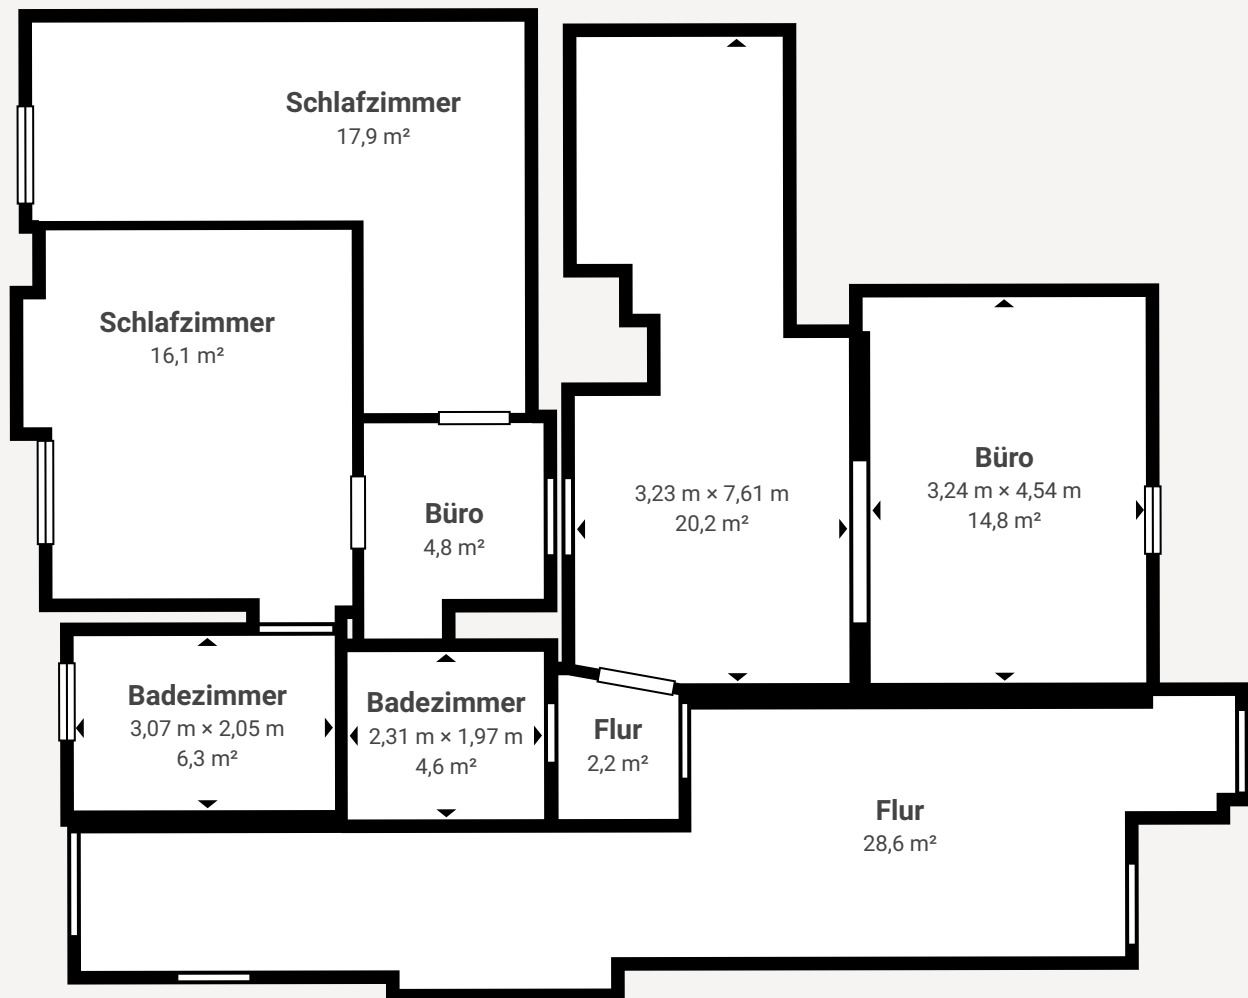 Schlafzimmer
17,9 m²
Schlafzimmer
16,1 m²
Büro
4,8 m²
3,23 m × 7,61 m
20,2 m²
Büro
3,24 m × 4,54 m
14,8 m²
Badezimmer
3,07 m × 2,05 m
6,3 m²
Badezimmer
2,31 m × 1,97 m
4,6 m²
Flur
2,2 m²
Flur
28,6 m²